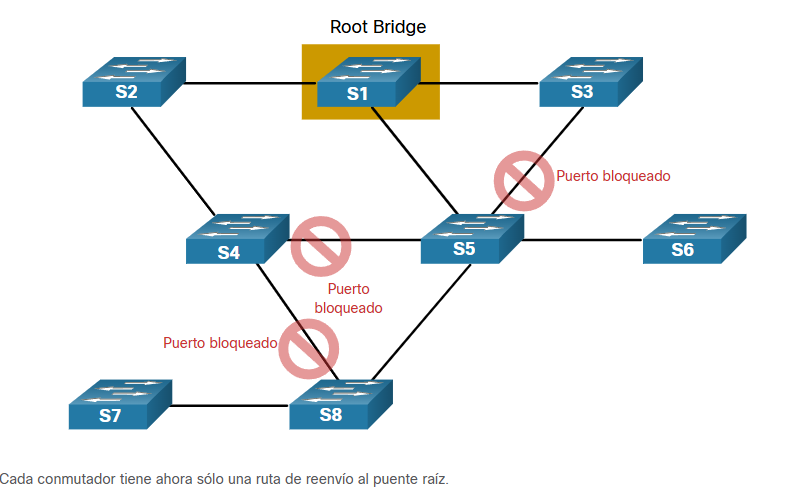 Root Bridge
S2
S1
S3
Puerto bloqueado
S4
S5
S6
Puerto
bloqueado
Puerto bloqueado
S7
S8
Cada conmutador tiene ahora sólo una ruta de reenvío al puente raíz.